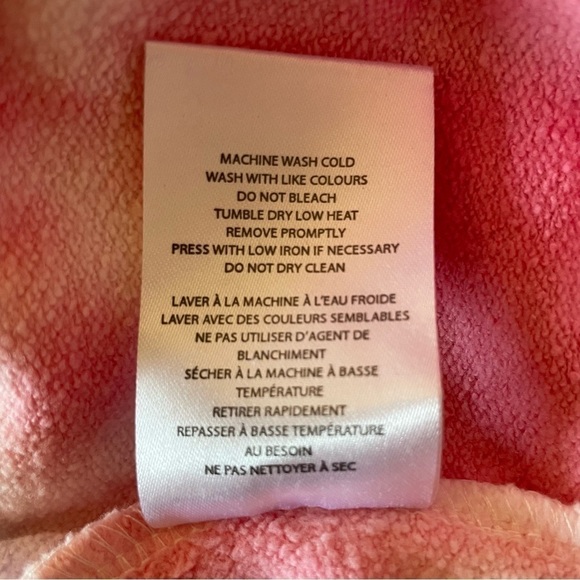 MACHINE WASH COLD
WASH WITH LIKE COLOURS
DO NOT BLEACH
TUMBLE DRY LOW HEAT
REMOVE PROMPTLY
PRESS WITH LOW IRON IF NECESSARY
DO NOT DRY CLEAN
LAVER À LA MACHINE À L'EAU FROIDE
LAVER AVEC DES COULEURS SEMBLABLES
NE PAS UTILISER D'AGENT DE
BLANCHIMENT
SÉCHER À LA MACHINE À BASSE
TEMPÉRATURE
RETIRER RAPIDEMENT
REPASSER À BASSE TEMPÉRATURE
AU BESOIN
NE PAS NETTOYER À SEC